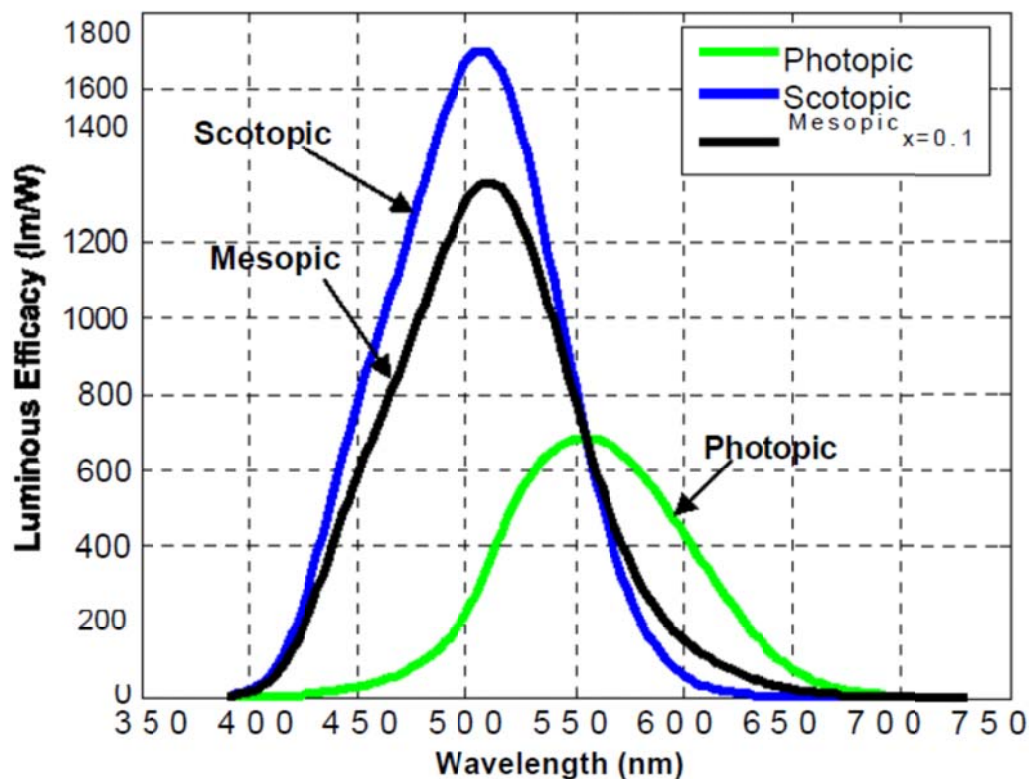 1800
1600
1400
1200
1000
800
600
400
200
0
Luminous Efficacy (lm/W)
Photopic
Scotopic
Mesopic x=0.1
Scotopic
Mesopic
Photopic
350 400 450 500 550 600 650 700 750
Wavelength (nm)